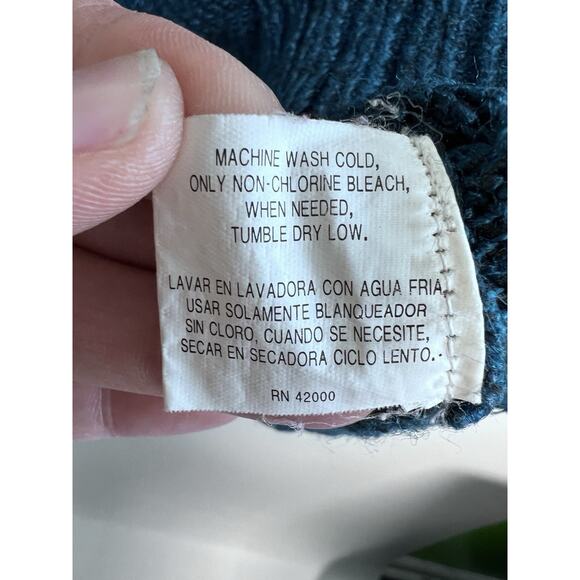 MACHINE WASH COLD,
ONLY NON-CHLORINE BLEACH,
WHEN NEEDED,
TUMBLE DRY LOW.
LAVAR EN LAVADORA CON AGUA FRIA,
USAR SOLAMENTE BLANQUEADOR
SIN CLORO, CUANDO SE NECESITE,
SECAR EN SECADORA CICLO LENTO.
RN 42000